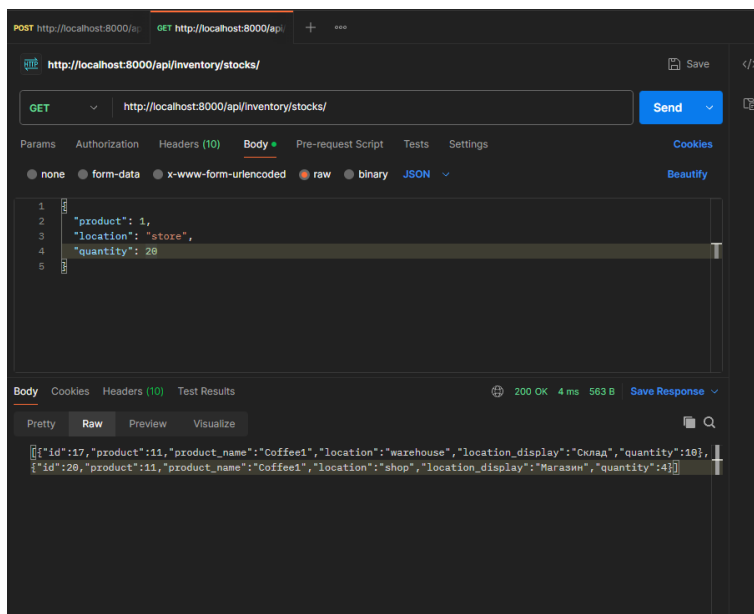 POST http://localhost:8000/ap GET http://localhost:8000/api/
HTTP http://localhost:8000/api/inventory/stocks/ Save
GET http://localhost:8000/api/inventory/stocks/ Send
Params Authorization Headers (10) Body Pre-request Script Tests Settings Cookies
none form-data x-www-form-urlencoded raw binary JSON Beautify
1 {
2 "product": 1,
3 "location": "store",
4 "quantity": 20
5 }
Body Cookies Headers (10) Test Results 200 OK 4 ms 563 B Save Response
Pretty Raw Preview Visualize
[{"id":17,"product":11,"product_name":"Coffee1","location":"warehouse","location_display":"Склад","quantity":10},
{"id":20,"product":11,"product_name":"Coffee1","location":"shop","location_display":"Магазин","quantity":4}]